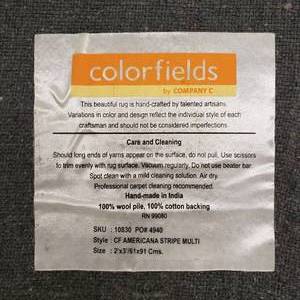 colorfields
by COMPANY C
This beautiful rug is hand-crafted by talented artisans.
Variations in color and design reflect the individual style of each
craftsman and should not be considered imperfections.
Care and Cleaning
Should long ends of yarns appear on the surface, do not pull. Use scissors
to trim evenly with rug surface. Vacuum regularly. Do not use beater bar.
Spot clean with a mild cleaning solution. Air dry.
Professional carpet cleaning recommended.
Hand-made in India
100% wool pile, 100% cotton backing
RN 99080
SKU : 10830 PO# 4940
Style : CF AMERICANA STRIPE MULTI
Size : 2'x3'/61x91 Cms.